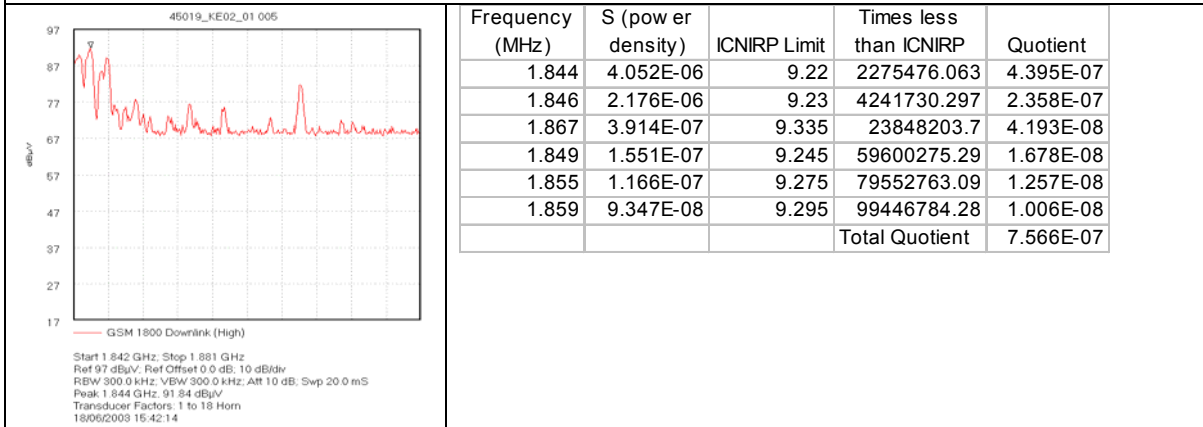 45019_KE02_01 005
97
87
77
67
57
47
37
27
17
dBµV
GSM 1800 Downlink (High)
Start 1.842 GHz; Stop 1.881 GHz
Ref 97 dBµV; Ref Offset 0.0 dB; 10 dB/div
RBW 300.0 kHz; VBW 300.0 kHz; Att 10 dB; Swp 20.0 mS
Peak 1.844 GHz, 91.84 dBµV
Transducer Factors: 1 to 18 Horn
18/06/2003 15:42:14
Frequency (MHz) S (pow er density) ICNIRP Limit Times less than ICNIRP Quotient
1.844 4.052E-06 9.22 2275476.063 4.395E-07
1.846 2.176E-06 9.23 4241730.297 2.358E-07
1.867 3.914E-07 9.335 23848203.7 4.193E-08
1.849 1.551E-07 9.245 59600275.29 1.678E-08
1.855 1.166E-07 9.275 79552763.09 1.257E-08
1.859 9.347E-08 9.295 99446784.28 1.006E-08
Total Quotient 7.566E-07